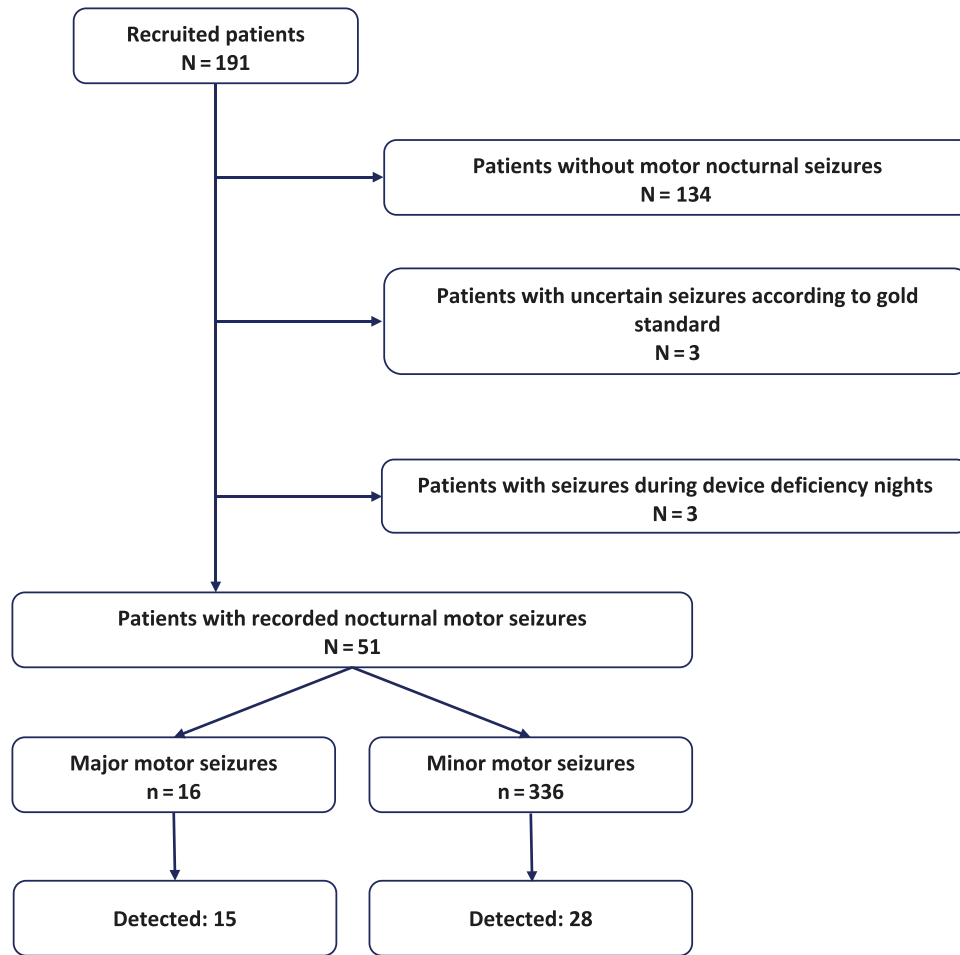 Recruited patients
N = 191
Patients without motor nocturnal seizures
N = 134
Patients with uncertain seizures according to gold
standard
N = 3
Patients with seizures during device deficiency nights
N = 3
Patients with recorded nocturnal motor seizures
N = 51
Major motor seizures
n = 16
Minor motor seizures
n = 336
Detected: 15
Detected: 28